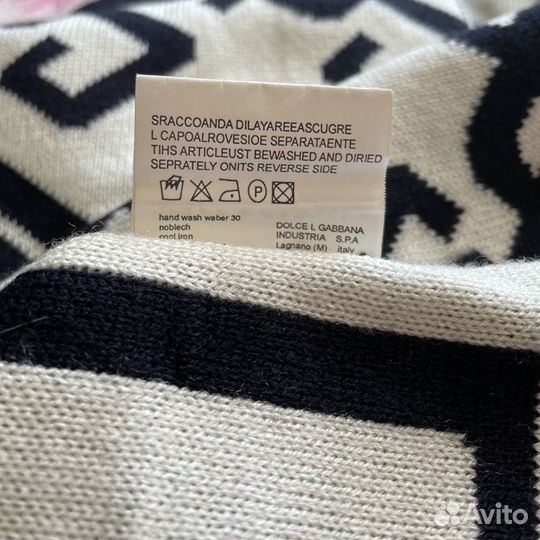 SRACCOANDA DILAYAREEASCUGRE
L CAPOALROVESIOE SEPARATAENTE
TIHS ARTICLEUST BEWASHED AND DIRIED
SEPRATELY ONITS REVERSE SIDE
P
hand wash waber 30
noblech
cool iron
DOLCE L GABBANA
INDUSTRIA S.P.A
Lagnano (M) italy
Avito